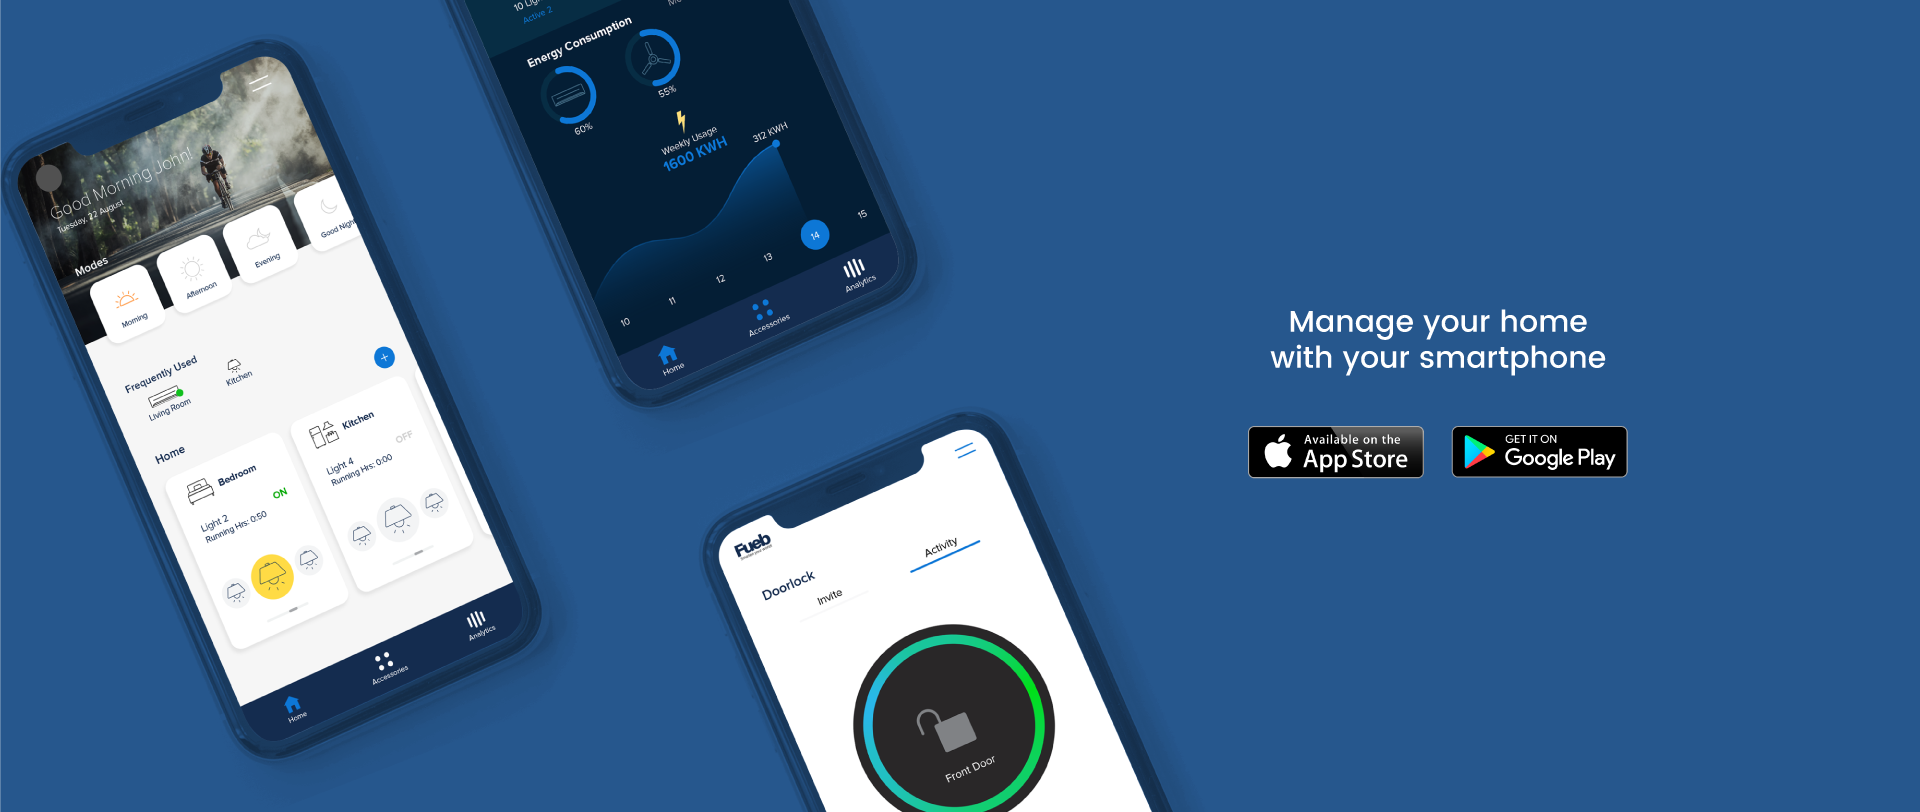 Good Morning John!
Tuesday, 22 August
Modes
Morning
Afternoon
Evening
Good Nigh
Frequently Used
Living Room
Kitchen
Home
Bedroom
ON
Light 2
Running Hrs: 0:50
Kitchen
OFF
Light 4
Running Hrs: 0:00
Home
Accessories
Analytics
Active 2
Energy Consumption
60%
55%
Weekly Usage
1600 KWH
312 KWH
10
11
12
13
14
15
Home
Accessories
Analytics
Fueb
Doorlock
Invite
Activity
Front Door
Manage your home
with your smartphone
Available on the
App Store
GET IT ON
Google Play